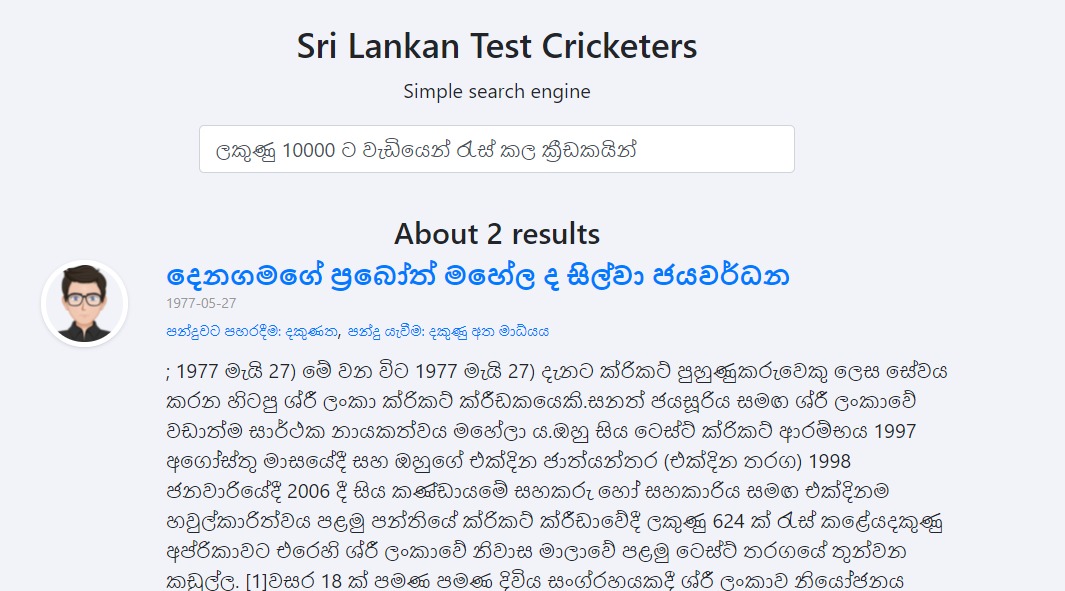 Sri Lankan Test Cricketers
Simple search engine
ලකුණු 10000 ට වැඩියෙන් රැස් කල ක්‍රීඩකයින්
About 2 results
දෙනගමගේ ප්‍රබෝත් මහේල ද සිල්වා ජයවර්ධන
1977-05-27
පන්දුවට පහරදීම: දකුණත, පන්දු යැවීම: දකුණු අත මාධ්යය
; 1977 මැයි 27) මේ වන විට 1977 මැයි 27) දැනට ක්රිකට් පුහුණුකරුවෙකු ලෙස සේවය
කරන හිටපු ශ්රී ලංකා ක්රිකට් ක්රීඩකයෙකි.සනත් ජයසූරිය සමඟ ශ්රී ලංකාවේ
වඩාත්ම සාර්ථක නායකත්වය මහේලා ය.ඔහු සිය ටෙස්ට් ක්රිකට් ආරම්භය 1997
අගෝස්තු මාසයේදී සහ ඔහුගේ එක්දින ජාත්යන්තර (එක්දින තරග) 1998
ජනවාරියේදී 2006 දී සිය කණ්ඩායමේ සහකරු හෝ සහකාරිය සමඟ එක්දිනම
හවුල්කාරිත්වය පළමු පන්තියේ ක්රිකට් ක්රීඩාවේදී ලකුණු 624 ක් රැස් කළේයදකුණු
අප්රිකාවට එරෙහි ශ්රී ලංකාවේ නිවාස මාලාවේ පළමු ටෙස්ට් තරගයේ තුන්වන
කඩුල්ල. [1]වසර 18 ක් පමණ පමණ දිවිය සංග්රහයකදී ශ්රී ලංකාව නියෝජනය